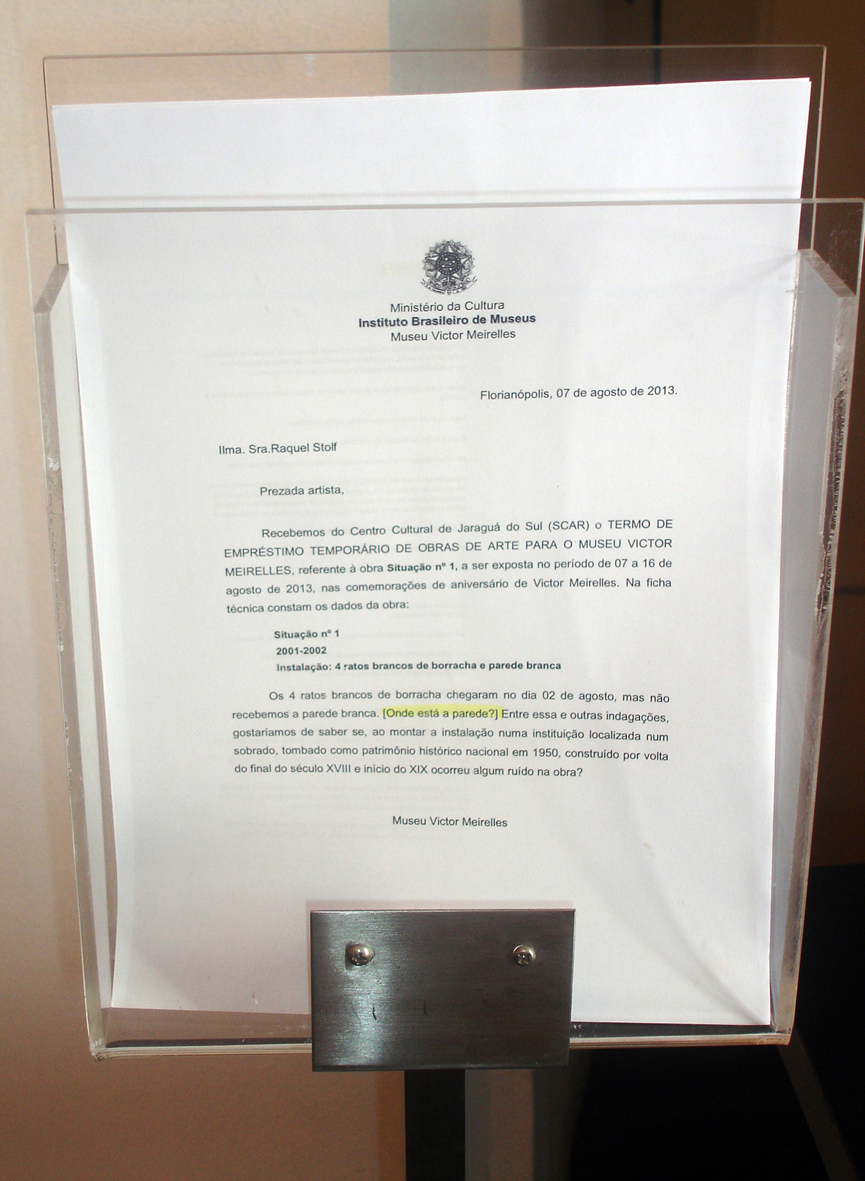 Ministério da Cultura
Instituto Brasileiro de Museus
Museu Victor Meirelles
Florianópolis, 07 de agosto de 2013.
Ilma. Sra.Raquel Stolf
Prezada artista,
Recebemos do Centro Cultural de Jaraguá do Sul (SCAR) o TERMO DE
EMPRÉSTIMO TEMPORÁRIO DE OBRAS DE ARTE PARA O MUSEU VICTOR
MEIRELLES, referente à obra Situação nº 1, a ser exposta no período de 07 a 16 de
agosto de 2013, nas comemorações de aniversário de Victor Meirelles. Na ficha
técnica constam os dados da obra:
Situação nº 1
2001-2002
Instalação: 4 ratos brancos de borracha e parede branca
Os 4 ratos brancos de borracha chegaram no dia 02 de agosto, mas não
recebemos a parede branca. [Onde está a parede?] Entre essa e outras indagações,
gostaríamos de saber se, ao montar a instalação numa instituição localizada num
sobrado, tombado como patrimônio histórico nacional em 1950, construído por volta
do final do século XVIII e início do XIX ocorreu algum ruído na obra?
Museu Victor Meirelles